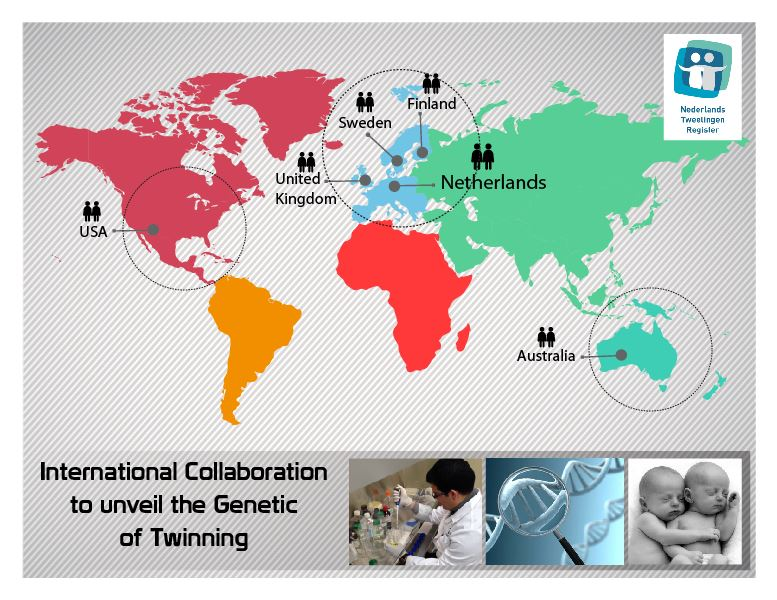 Nederlands
Tweelingen
Register
Finland
Sweden
United
Kingdom
Netherlands
USA
Australia
International Collaboration
to unveil the Genetic
of Twinning